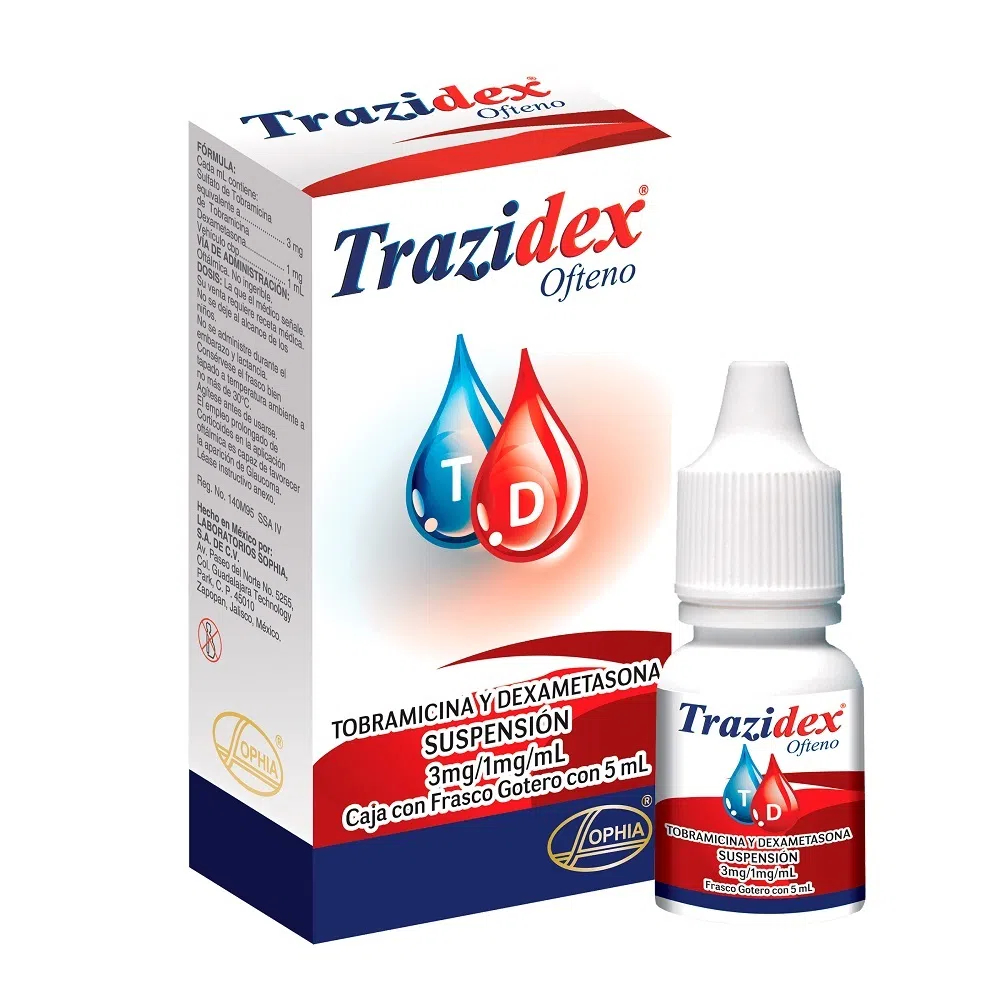 Trazidex®
Ofteno
FÓRMULA:
Cada mL contiene:
Sulfato de Tobramicina
equivalente a
de Tobramicina............ 3 mg
Dexametasona............ 1 mg
Vehículo cbp............ 1 mL
VÍA DE ADMINISTRACIÓN:
Oftálmica. No ingerible.
DOSIS: La que el médico señale.
Su venta requiere receta médica.
No se deje al alcance de los
niños.
No se administre durante el
embarazo y lactancia.
Consérvese el frasco bien
tapado a temperatura ambiente a
no más de 30°C.
Agítese antes de usarse.
El empleo prolongado de
Corticoides en la aplicación
oftálmica es capaz de favorecer
la aparición de Glaucoma.
Léase instructivo anexo.
Reg. No. 140M95 SSA IV
Hecho en México por:
LABORATORIOS SOPHIA,
S.A. DE C.V.
Av. Paseo del Norte No. 5255,
Col. Guadalajara Technology
Park, C. P. 45010
Zapopan, Jalisco, México.
SOPHIA®
Trazidex®
Ofteno
T
D
TOBRAMICINA Y DEXAMETASONA
SUSPENSIÓN
3mg/1mg/mL
Caja con Frasco Gotero con 5 mL
SOPHIA®
Trazidex®
Ofteno
T
D
TOBRAMICINA Y DEXAMETASONA
SUSPENSIÓN
3mg/1mg/mL
Frasco Gotero con 5 mL